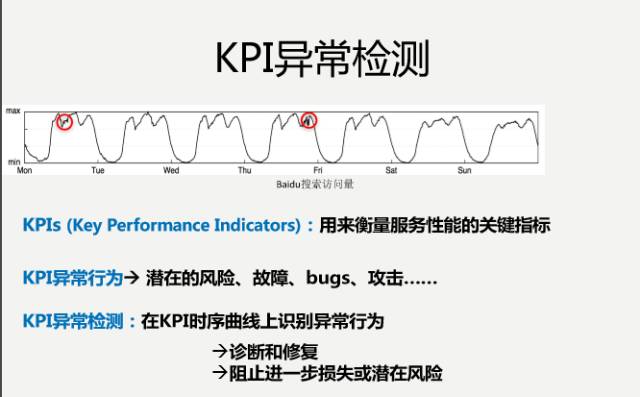 KPI异常检测
max
min
Mon Tue Wed Thu Fri Sat Sun
Baidu搜索访问量
KPIs (Key Performance Indicators)：用来衡量服务性能的关键指标
KPI异常行为→ 潜在的风险、故障、bugs、攻击……
KPI异常检测：在KPI时序曲线上识别异常行为
→诊断和修复
→阻止进一步损失或潜在风险